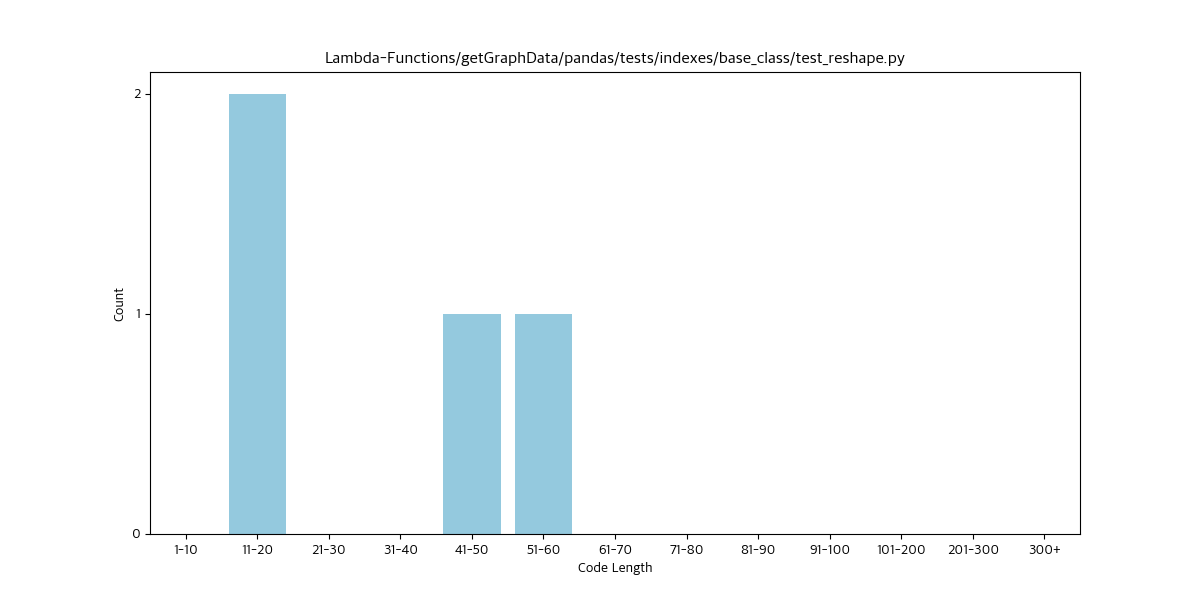 Lambda-Functions/getGraphData/pandas/tests/indexes/base_class/test_reshape.py
2
1
0
Count
1-10 11-20 21-30 31-40 41-50 51-60 61-70 71-80 81-90 91-100 101-200 201-300 300+
Code Length